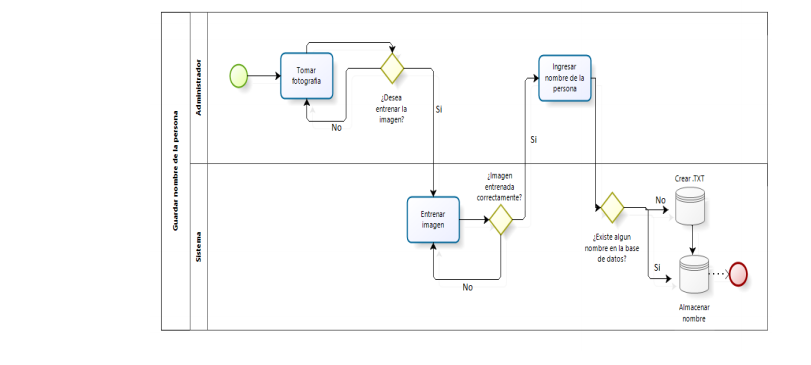 Guardar nombre de la persona
Administrador
Tomar
fotografia
¿Desea
entrenar la
imagen?
No
Si
Ingresar
nombre de la
persona
Si
Sistema
Entrenar
imagen
¿Imagen
entrenada
correctamente?
No
¿Existe algun
nombre en la base
de datos?
No
Si
Crear .TXT
Almacenar
nombre